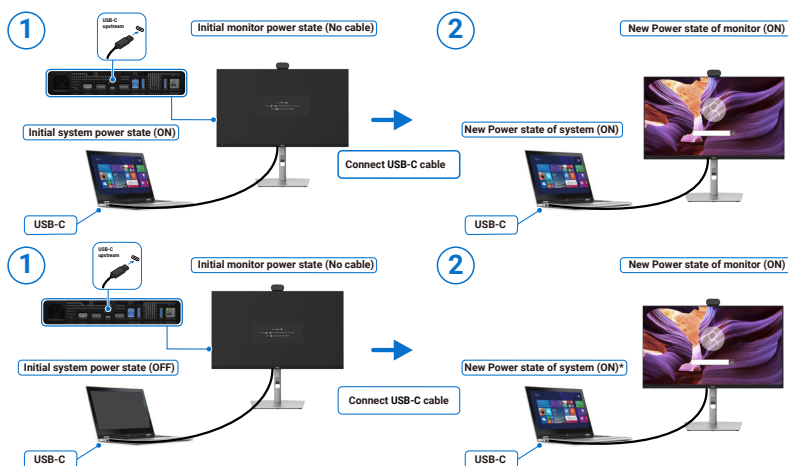 1
USB-C
upstream
Initial monitor power state (No cable)
Initial system power state (ON)
Connect USB-C cable
USB-C
2
New Power state of monitor (ON)
New Power state of system (ON)
USB-C
1
USB-C
upstream
Initial monitor power state (No cable)
Initial system power state (OFF)
Connect USB-C cable
USB-C
2
New Power state of monitor (ON)
New Power state of system (ON)*
USB-C